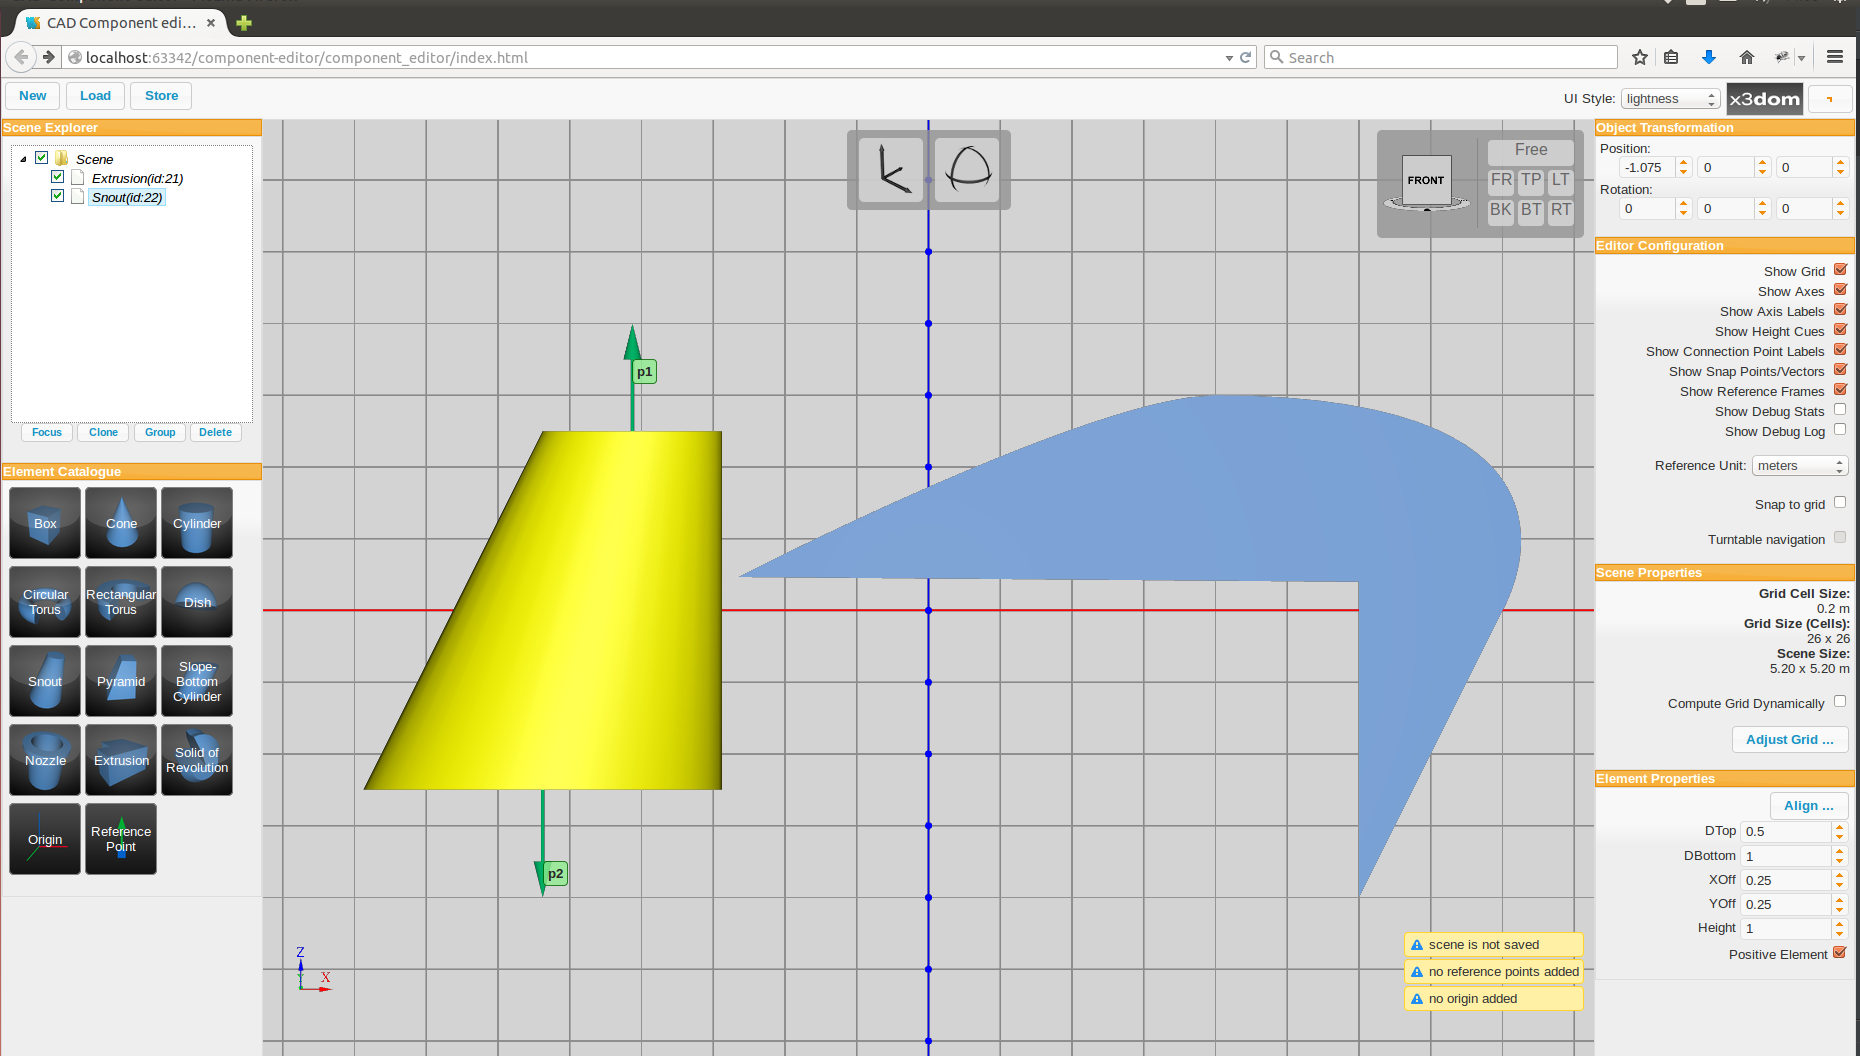 CAD Component edi...
localhost:63342/component-editor/component_editor/index.html
Search
New
Load
Store
UI Style:
lightness
x3dom
Scene Explorer
Scene
Extrusion(id:21)
Snout(id:22)
Focus
Clone
Group
Delete
Element Catalogue
Box
Cone
Cylinder
Circular
Torus
Rectangular
Torus
Dish
Snout
Pyramid
Slope-
Bottom
Cylinder
Nozzle
Extrusion
Solid of
Revolution
Origin
Reference
Point
p1
p2
Z
X
FRONT
Free
FR TP LT
BK BT RT
scene is not saved
no reference points added
no origin added
Object Transformation
Position:
-1.075 0 0
Rotation:
0 0 0
Editor Configuration
Show Grid
Show Axes
Show Axis Labels
Show Height Cues
Show Connection Point Labels
Show Snap Points/Vectors
Show Reference Frames
Show Debug Stats
Show Debug Log
Reference Unit: meters
Snap to grid
Turntable navigation
Scene Properties
Grid Cell Size:
0.2 m
Grid Size (Cells):
26 x 26
Scene Size:
5.20 x 5.20 m
Compute Grid Dynamically
Adjust Grid ...
Element Properties
Align ...
DTop 0.5
DBottom 1
XOff 0.25
YOff 0.25
Height 1
Positive Element